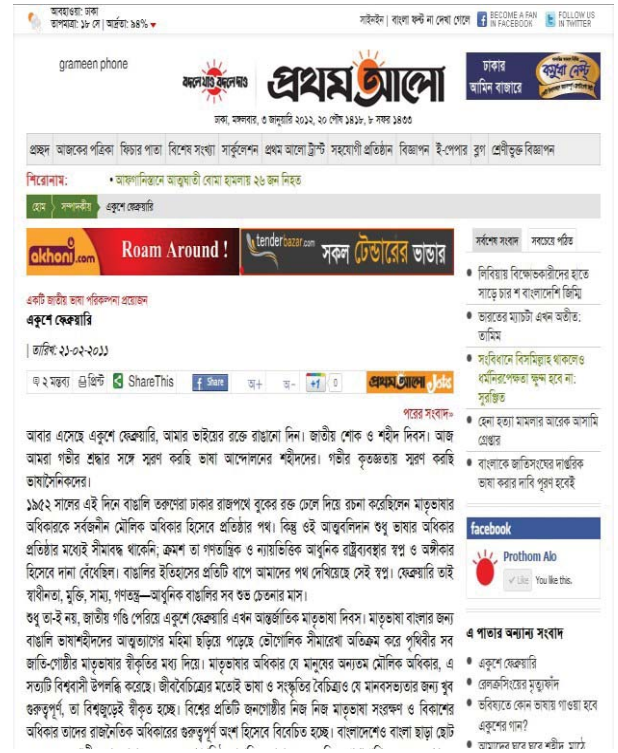 আবহাওয়া: ঢাকা
তাপমাত্রা: ১৮ সে | আর্দ্রতা: ৯৪%
সাইনইন | বাংলা ফন্ট না দেখা গেলে
BECOME A FAN IN FACEBOOK
FOLLOW US IN TWITTER
grameen phone
বদলে যাও বদলে দাও
প্রথম আলো
ঢাকার আমিন বাজারে
ঢাকা, মঙ্গলবার, ৩ জানুয়ারি ২০১২, ২০ পৌষ ১৪১৮, ৮ সফর ১৪৩৩
প্রচ্ছদ আজকের পত্রিকা ফিচার পাতা বিশেষ সংখ্যা সার্কুলেশন প্রথম আলো ট্রাস্ট সহযোগী প্রতিষ্ঠান বিজ্ঞাপন ই-পেপার ব্লগ শ্রেণীভুক্ত বিজ্ঞাপন
শিরোনাম: • আফগানিস্তানে আত্মঘাতী বোমা হামলায় ২৬ জন নিহত
হোম সম্পাদকীয় একুশে ফেব্রুয়ারি
akhoni.com Roam Around !
tenderbazar.com সকল টেন্ডারের ভান্ডার
একটি জাতীয় ভাষা পরিকল্পনা প্রয়োজন
একুশে ফেব্রুয়ারি
| তারিখ: ২১-০২-২০১১
২ মন্তব্য প্রিন্ট ShareThis Share অ+ অ- +1 0 প্রথম আলো Jobs
পরের সংবাদ»
আবার এসেছে একুশে ফেব্রুয়ারি, আমার ভাইয়ের রক্তে রাঙানো দিন। জাতীয় শোক ও শহীদ দিবস। আজ
আমরা গভীর শ্রদ্ধার সঙ্গে স্মরণ করছি ভাষা আন্দোলনের শহীদদের। গভীর কৃতজ্ঞতায় স্মরণ করছি
ভাষাসৈনিকদের।
১৯৫২ সালের এই দিনে বাঙালি তরুণেরা ঢাকার রাজপথে বুকের রক্ত ঢেলে দিয়ে রচনা করেছিলেন মাতৃভাষার
অধিকারকে সর্বজনীন মৌলিক অধিকার হিসেবে প্রতিষ্ঠার পথ। কিন্তু ওই আত্মবলিদান শুধু ভাষার অধিকার
প্রতিষ্ঠার মধ্যেই সীমাবদ্ধ থাকেনি; ক্রমশ তা গণতান্ত্রিক ও ন্যায়ভিত্তিক আধুনিক রাষ্ট্রব্যবস্থার স্বপ্ন ও অঙ্গীকার
হিসেবে দানা বেঁধেছিল। বাঙালির ইতিহাসের প্রতিটি ধাপে আমাদের পথ দেখিয়েছে সেই স্বপ্ন। ফেব্রুয়ারি তাই
স্বাধীনতা, মুক্তি, সাম্য, গণতন্ত্র—আধুনিক বাঙালির সব শুভ চেতনার মাস।
শুধু তা-ই নয়, জাতীয় গণ্ডি পেরিয়ে একুশে ফেব্রুয়ারি এখন আন্তর্জাতিক মাতৃভাষা দিবস। মাতৃভাষা বাংলার জন্য
বাঙালি ভাষাশহীদদের আত্মত্যাগের মহিমা ছড়িয়ে পড়েছে ভৌগোলিক সীমারেখা অতিক্রম করে পৃথিবীর সব
জাতি-গোষ্ঠীর মাতৃভাষার স্বীকৃতির মধ্য দিয়ে। মাতৃভাষার অধিকার যে মানুষের অন্যতম মৌলিক অধিকার, এ
সত্যটি বিশ্ববাসী উপলব্ধি করেছে। জীববৈচিত্র্যের মতোই ভাষা ও সংস্কৃতির বৈচিত্র্যও যে মানবসভ্যতার জন্য খুব
গুরুত্বপূর্ণ, তা বিশ্বজুড়েই স্বীকৃত হচ্ছে। বিশ্বের প্রতিটি জনগোষ্ঠীর নিজ নিজ মাতৃভাষা সংরক্ষণ ও বিকাশের
অধিকার তাদের রাজনৈতিক অধিকারের গুরুত্বপূর্ণ অংশ হিসেবে বিবেচিত হচ্ছে। বাংলাদেশেও বাংলা ছাড়া ছোট
সর্বশেষ সংবাদ সবচেয়ে পঠিত
লিবিয়ায় বিক্ষোভকারীদের হাতে
সাড়ে চার শ বাংলাদেশি জিম্মি
ভারতের ম্যাচটা এখন অতীত:
তামিম
সংবিধানে বিসমিল্লাহ থাকলেও
ধর্মনিরপেক্ষতা ক্ষুন্ন হবে না:
সুরঞ্জিত
হেনা হত্যা মামলার আরেক আসামি
গ্রেপ্তার
বাংলাকে জাতিসংঘের দাপ্তরিক
ভাষা করার দাবি পূরণ হবেই
facebook
Prothom Alo
Like You like this.
এ পাতার অন্যান্য সংবাদ
একুশে ফেব্রুয়ারি
রেলক্রসিংয়ের মৃত্যুফাঁদ
ভবিষ্যতে কোন ভাষায় গাওয়া হবে
একুশের গান?